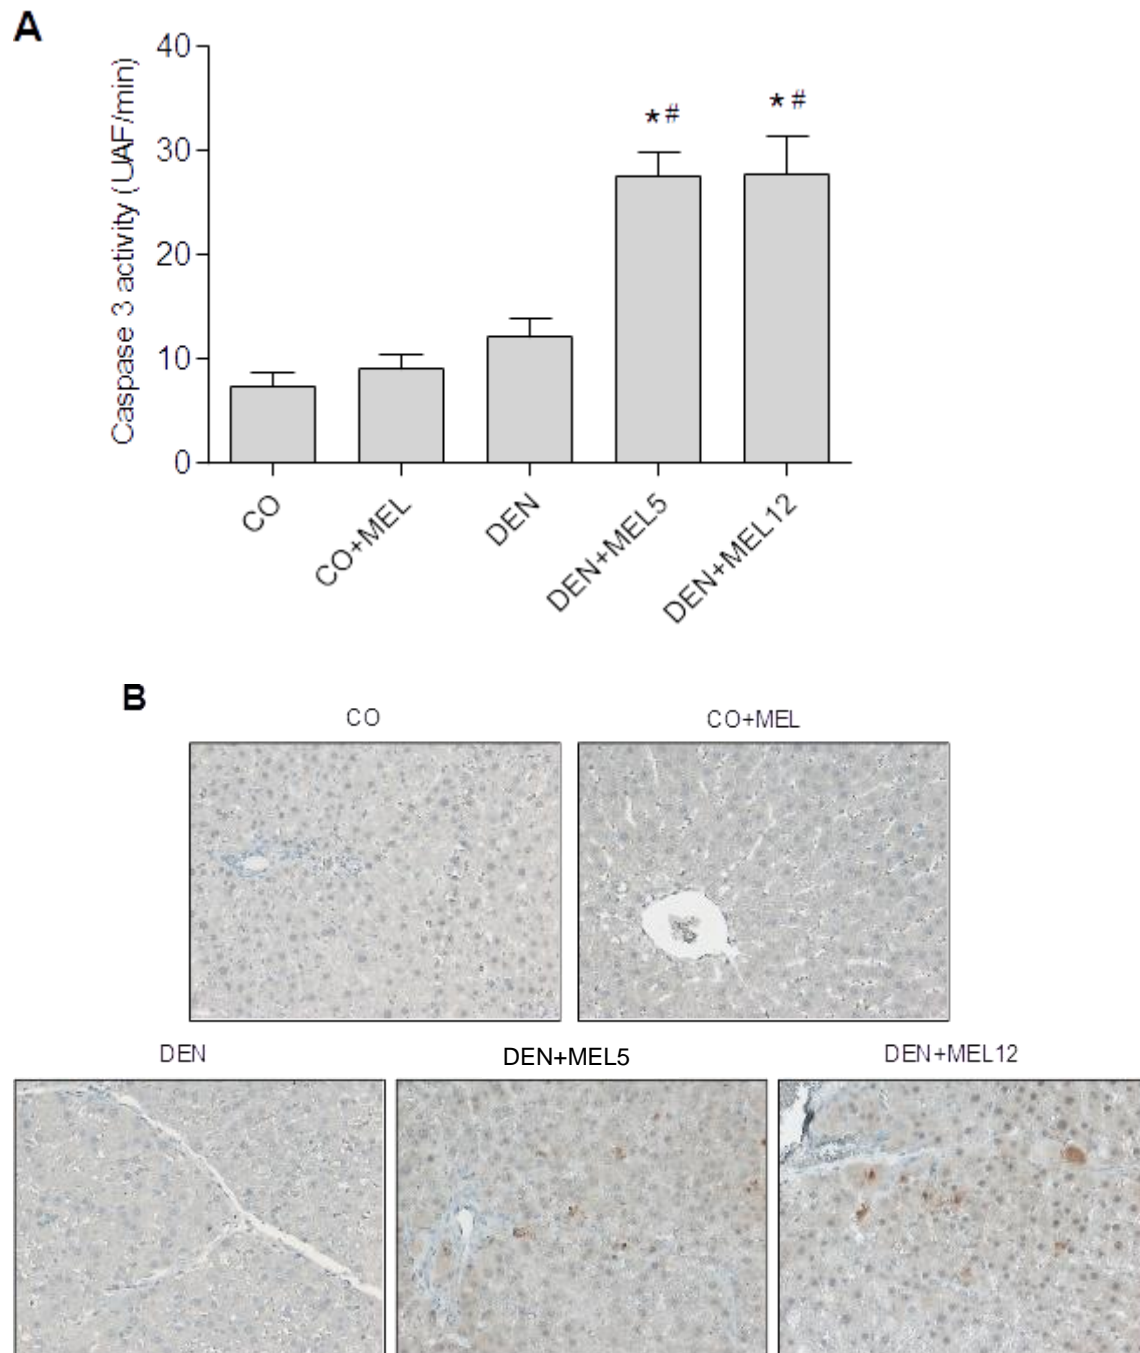 A
40
30
20
10
0
Caspase 3 activity (UAF/min)
*#
*#
CO
CO+MEL
DEN
DEN+MEL5
DEN+MEL12
B
CO
CO+MEL
DEN
DEN+MEL5
DEN+MEL12